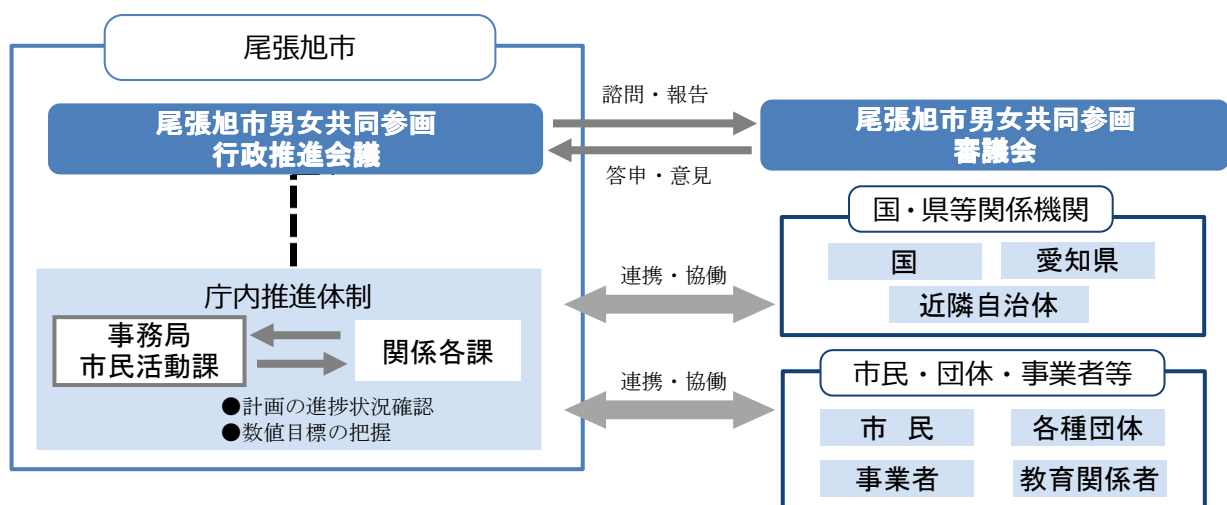 尾張旭市
尾張旭市男女共同参画
行政推進会議
諮問・報告
答申・意見
尾張旭市男女共同参画
審議会
庁内推進体制
事務局
市民活動課
関係各課
●計画の進捗状況確認
●数値目標の把握
連携・協働
国・県等関係機関
国
愛知県
近隣自治体
連携・協働
市民・団体・事業者等
市 民
各種団体
事業者
教育関係者